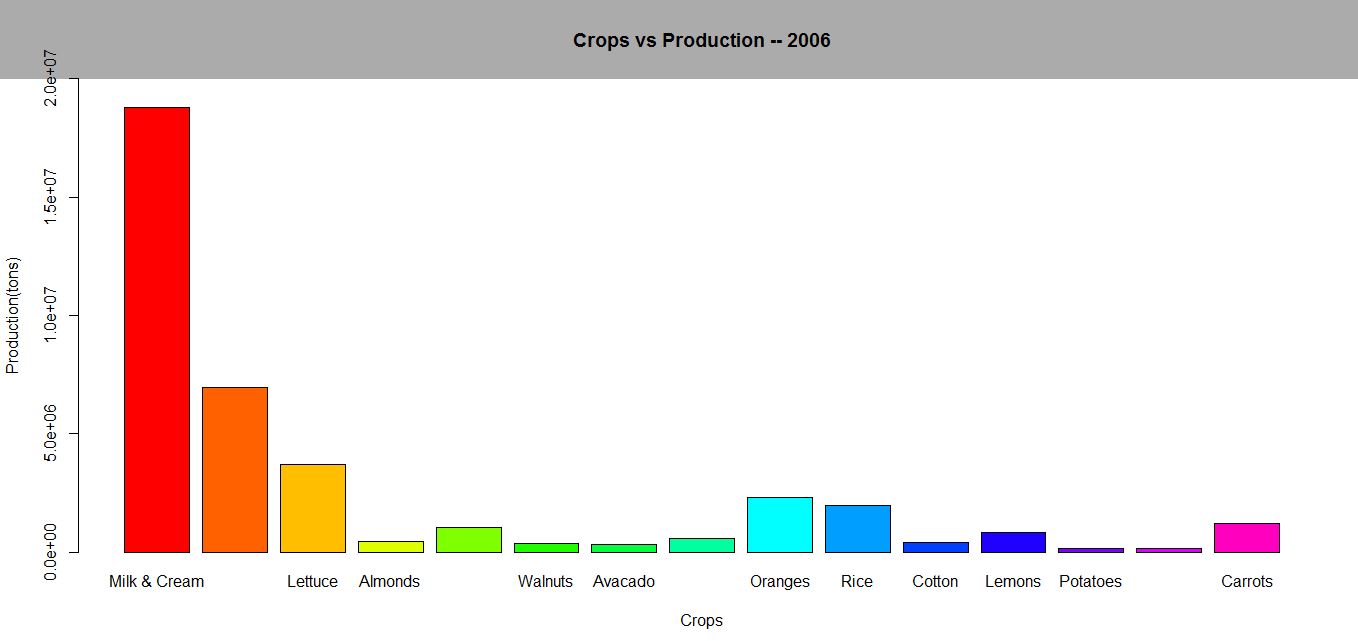 Crops vs Production -- 2006
2.0e+07
1.5e+07
1.0e+07
5.0e+06
0.0e+00
Production(tons)
Milk & Cream Lettuce Almonds Walnuts Avacado Oranges Rice Cotton Lemons Potatoes Carrots
Crops